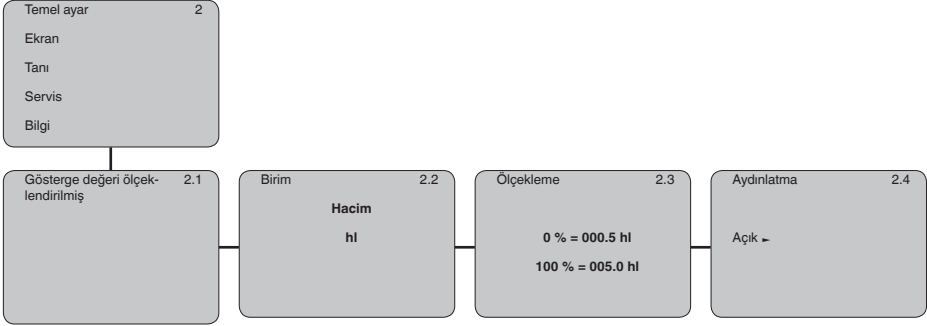 Temel ayar 2
Ekran
Tanı
Servis
Bilgi
Gösterge değeri ölçek- 2.1
lendirilmiş
Birim 2.2
Hacim
hl
Ölçekleme 2.3
0 % = 000.5 hl
100 % = 005.0 hl
Aydınlatma 2.4
Açık ►